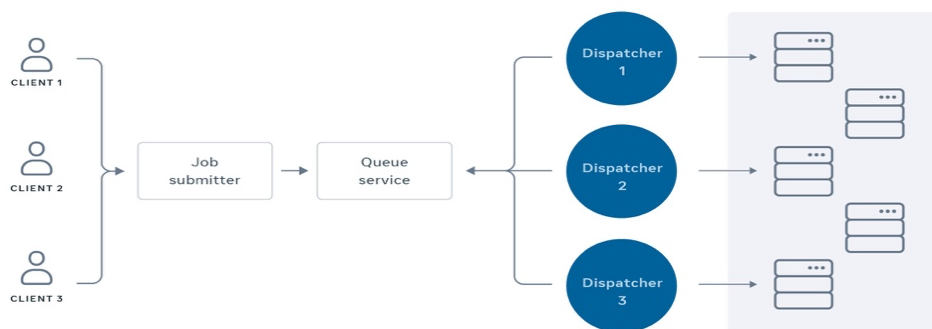 CLIENT 1
CLIENT 2
CLIENT 3
Job
submitter
Queue
service
Dispatcher
1
Dispatcher
2
Dispatcher
3